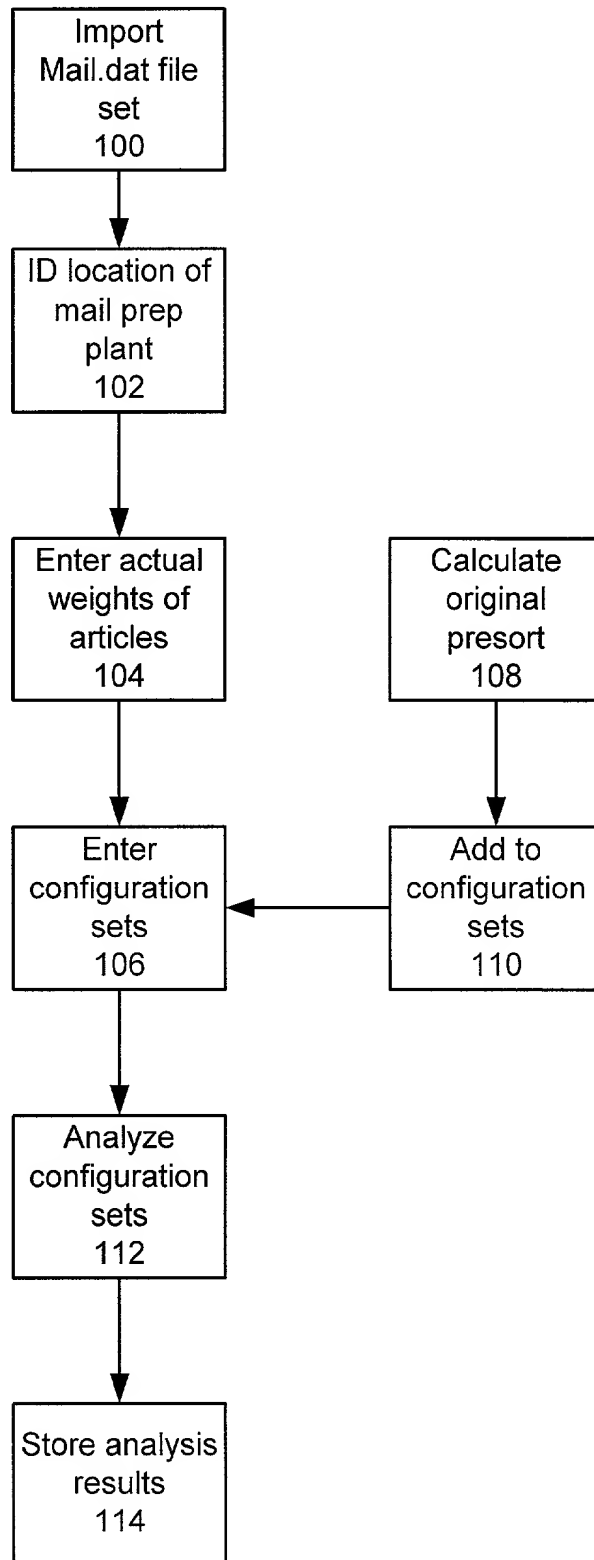 Import
Mail.dat file
set
100
ID location of
mail prep
plant
102
Enter actual
weights of
articles
104
Calculate
original
presort
108
Enter
configuration
sets
106
Add to
configuration
sets
110
Analyze
configuration
sets
112
Store analysis
results
114